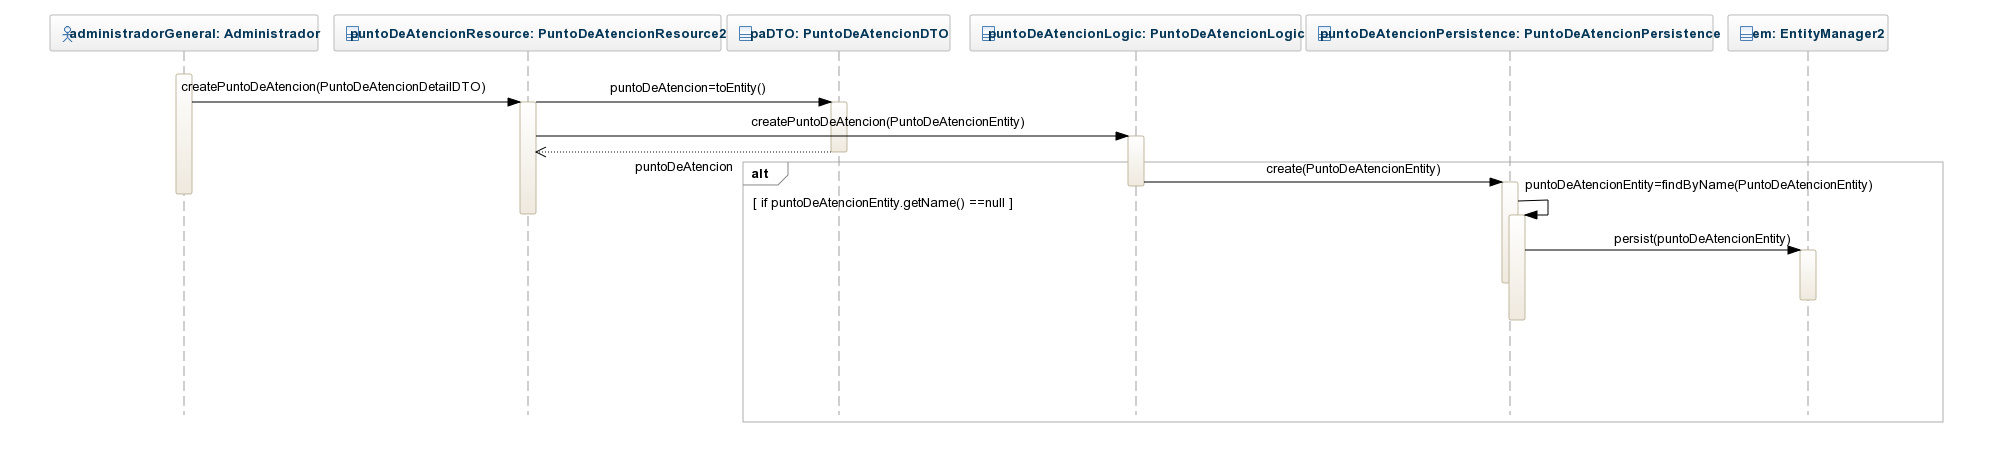 administradorGeneral: Administrador
puntoDeAtencionResource: PuntoDeAtencionResource2
paDTO: PuntoDeAtencionDTO
puntoDeAtencionLogic: PuntoDeAtencionLogic
puntoDeAtencionPersistence: PuntoDeAtencionPersistence
em: EntityManager2
createPuntoDeAtencion(PuntoDeAtencionDetailDTO)
puntoDeAtencion=toEntity()
createPuntoDeAtencion(PuntoDeAtencionEntity)
puntoDeAtencion
alt
create(PuntoDeAtencionEntity)
puntoDeAtencionEntity=findByName(PuntoDeAtencionEntity)
[ if puntoDeAtencionEntity.getName() ==null ]
persist(puntoDeAtencionEntity)